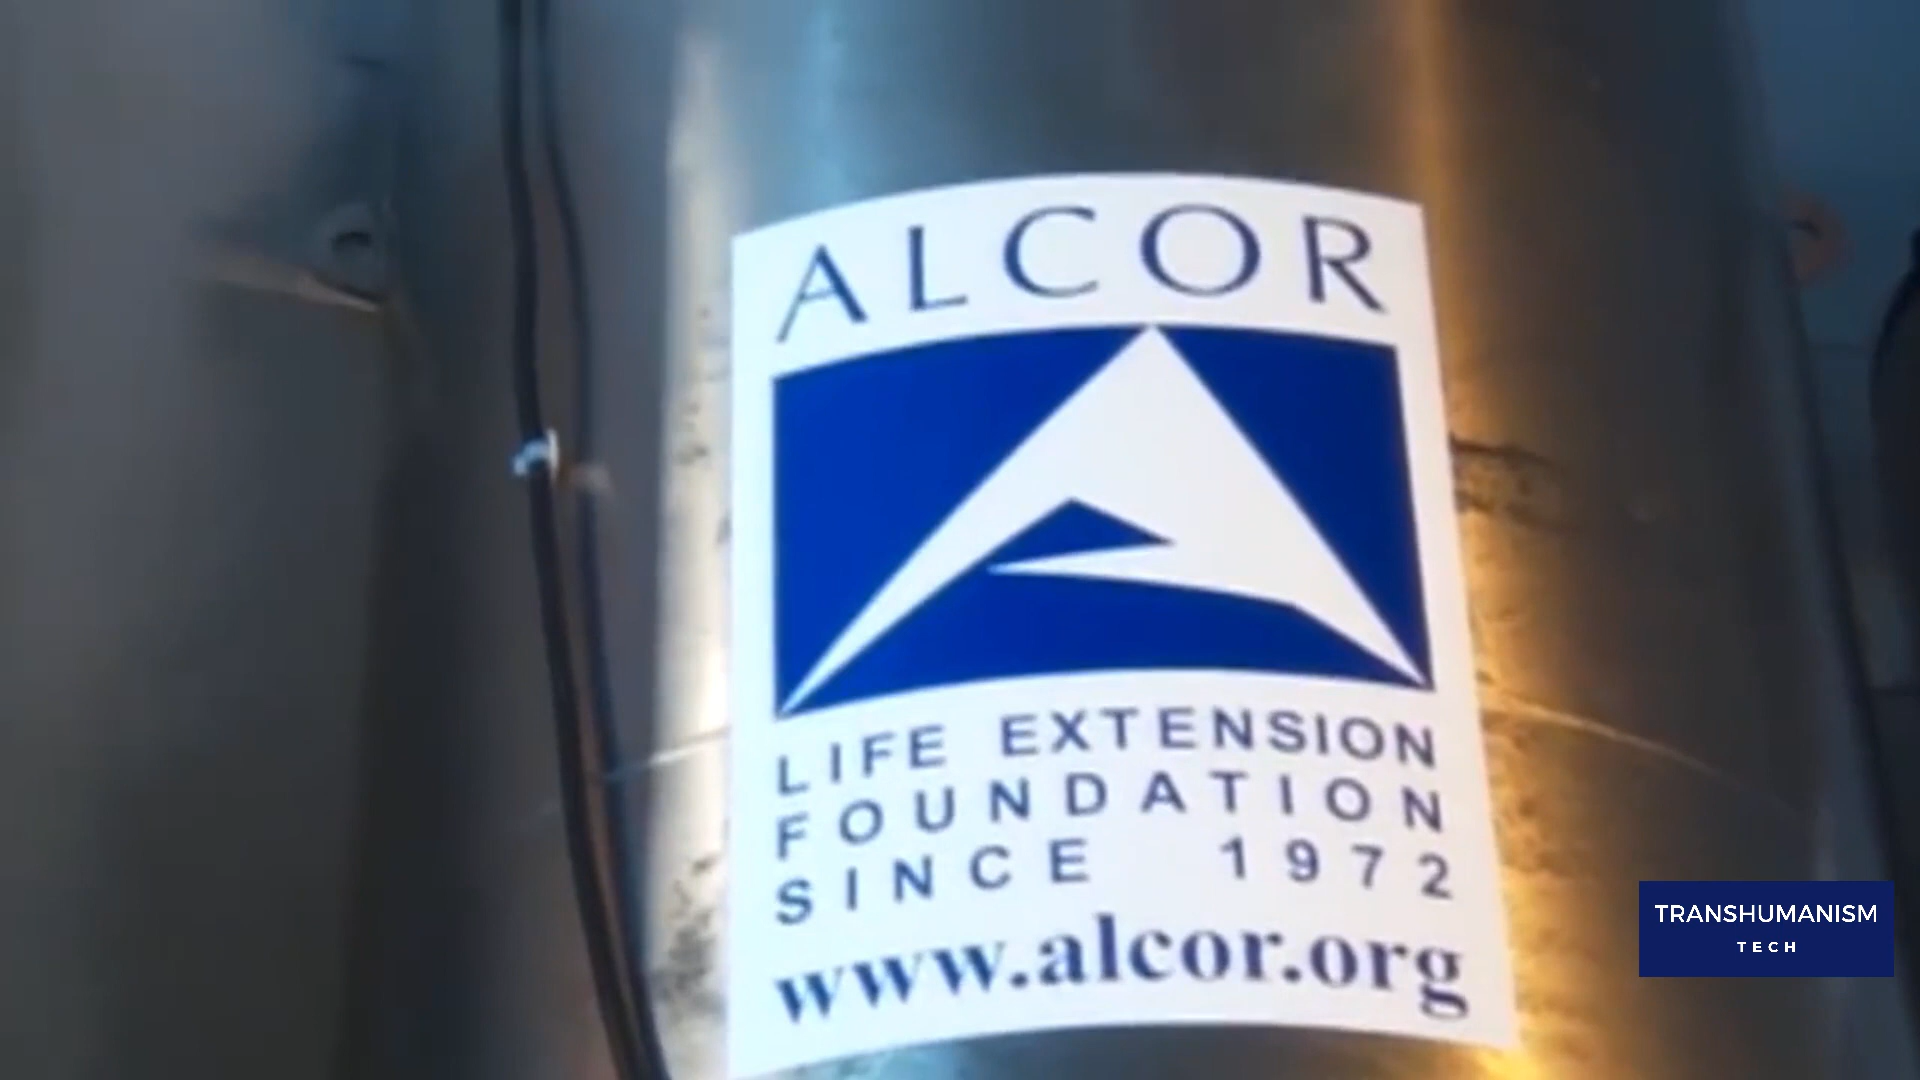 ALCOR
LIFE EXTENSION
FOUNDATION
SINCE 1972
www.alcor.org
TRANSHUMANISM
TECH